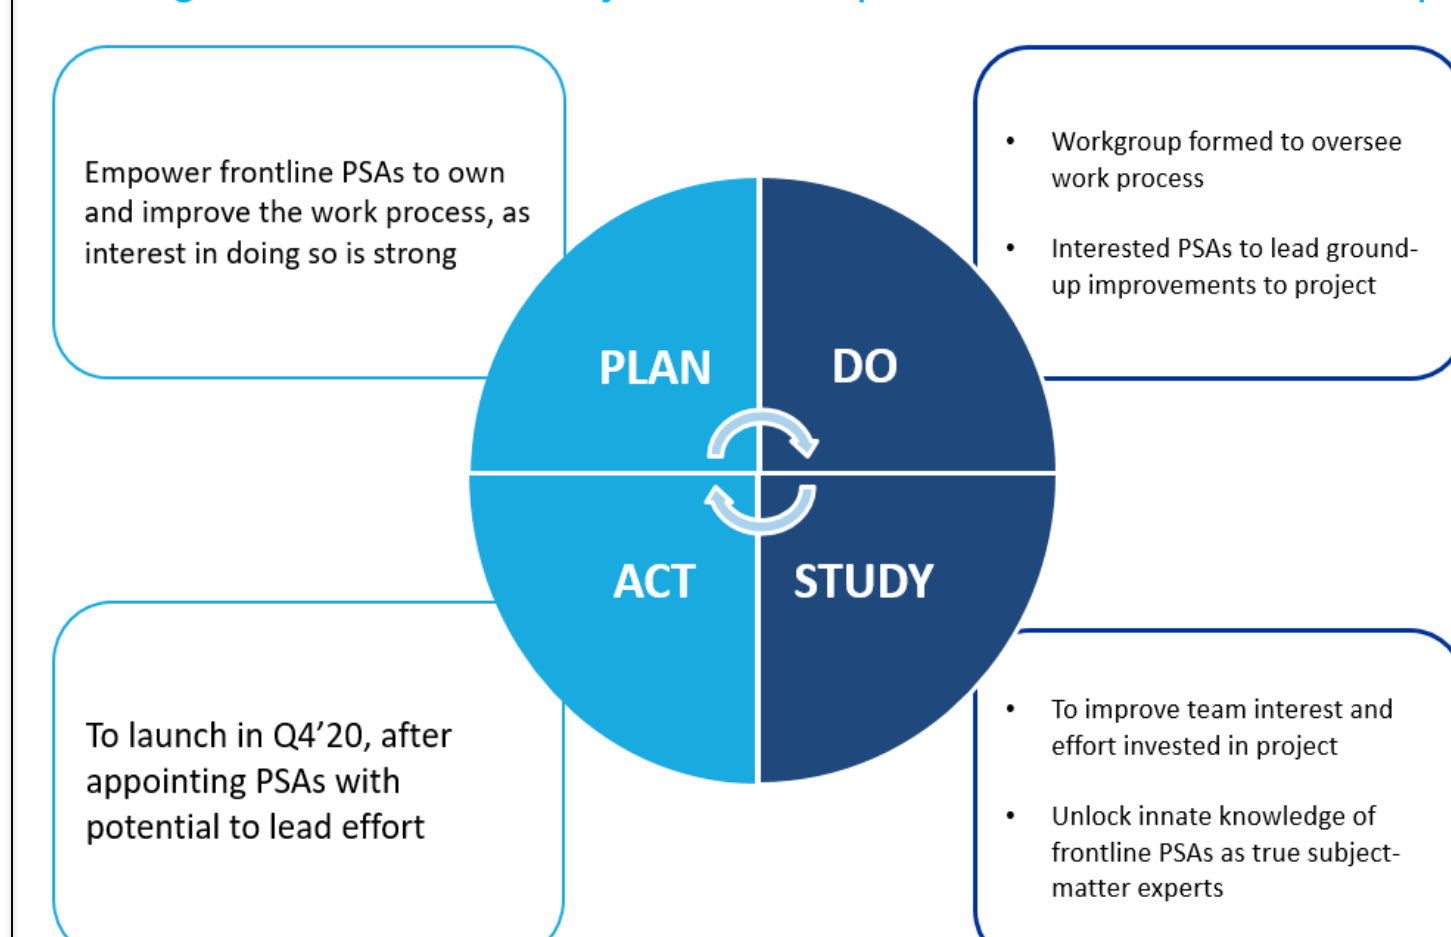 Empower frontline PSAs to own
and improve the work process, as
interest in doing so is strong
• Workgroup formed to oversee
work process
• Interested PSAs to lead ground-
up improvements to project
PLAN
DO
ACT
STUDY
To launch in Q4’20, after
appointing PSAs with
potential to lead effort
• To improve team interest and
effort invested in project
• Unlock innate knowledge of
frontline PSAs as true subject-
matter experts